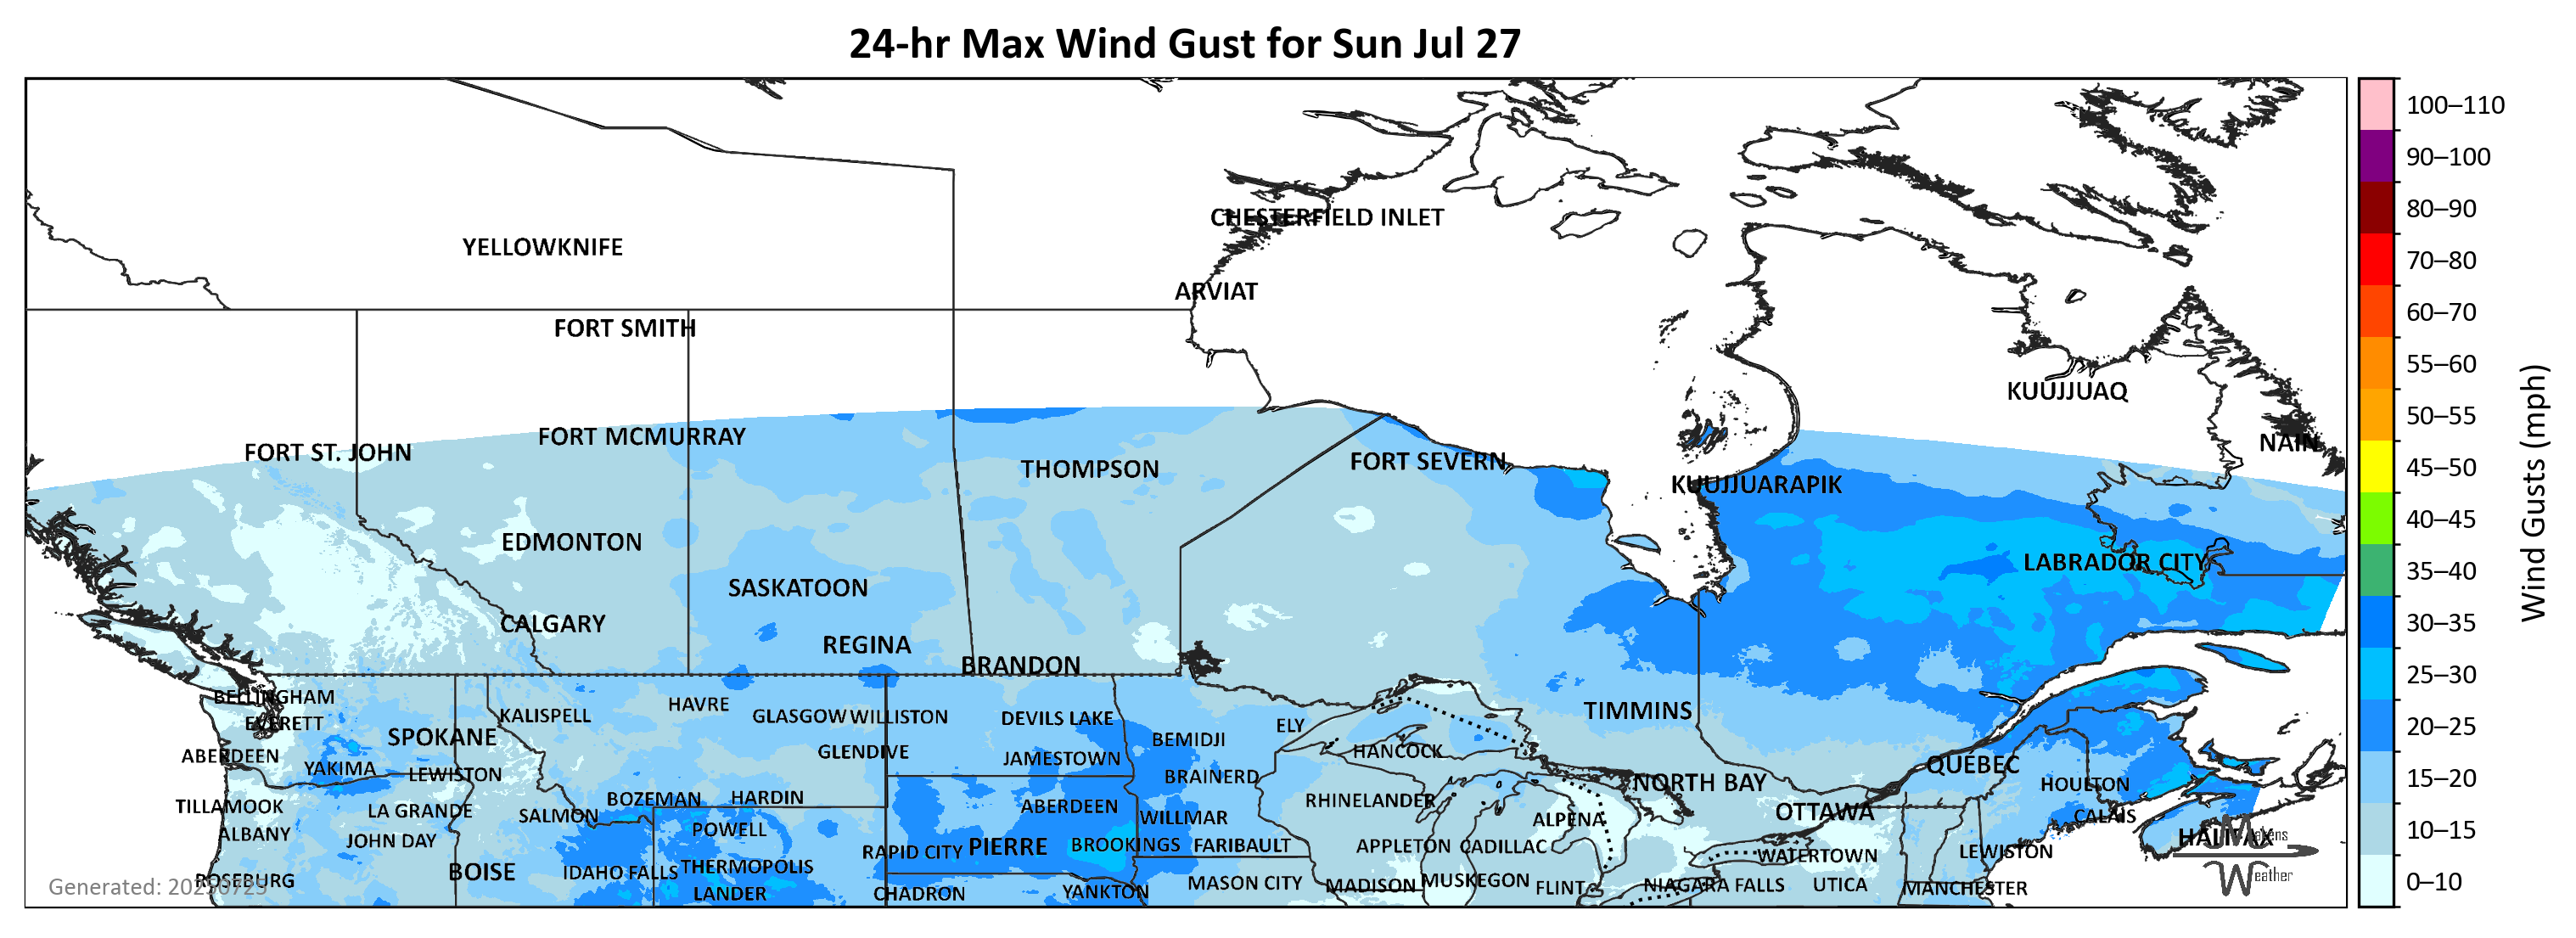 24-hr Max Wind Gust for Sun Jul 27
100–110
90–100
80–90
70–80
60–70
55–60
50–55
45–50
40–45
35–40
30–35
25–30
20–25
15–20
10–15
0–10
Wind Gusts (mph)
CHESTERFIELD INLET
YELLOWKNIFE
ARVIAT
FORT SMITH
KUUJJUAQ
FORT MCMURRAY
NAIN
FORT ST. JOHN
FORT SEVERN
THOMPSON
KUUJJUARAPIK
EDMONTON
LABRADOR CITY
SASKATOON
CALGARY
REGINA
BRANDON
BELLINGHAM
HAVRE
TIMMINS
KALISPELL
GLASGOW
WILLISTON
DEVILS LAKE
EVERETT
ELY
SPOKANE
BEMIDJI
GLENDIVE
HANCOCK
ABERDEEN
JAMESTOWN
QUÉBEC
YAKIMA
LEWISTON
BRAINERD
NORTH BAY
HOULTON
BOZEMAN
HARDIN
RHINELANDER
TILLAMOOK
LA GRANDE
ABERDEEN
OTTAWA
SALMON
WILLMAR
ALPENA
CALAIS
ALBANY
POWELL
HALIFAX
JOHN DAY
PIERRE
BROOKINGS
FARIBAULT
APPLETON
CADILLAC
RAPID CITY
LEWISTON
WATERTOWN
BOISE
IDAHO FALLS
THERMOPOLIS
ROSEBURG
MASON CITY
MADISON
MUSKEGON
FLINT
NIAGARA FALLS
UTICA
MANCHESTER
LANDER
CHADRON
YANKTON
Generated: 20250725
Makens
Weather